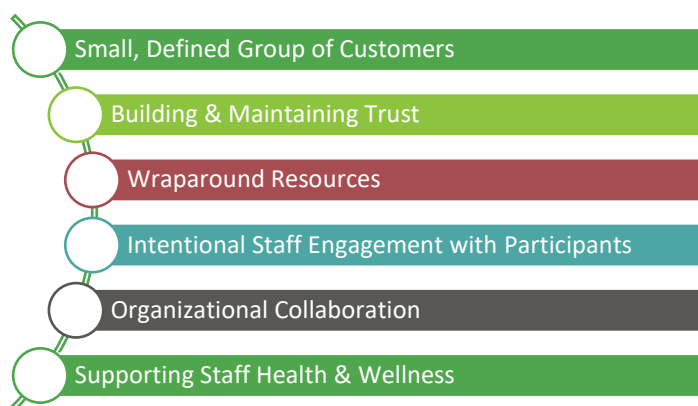 Small, Defined Group of Customers
Building & Maintaining Trust
Wraparound Resources
Intentional Staff Engagement with Participants
Organizational Collaboration
Supporting Staff Health & Wellness